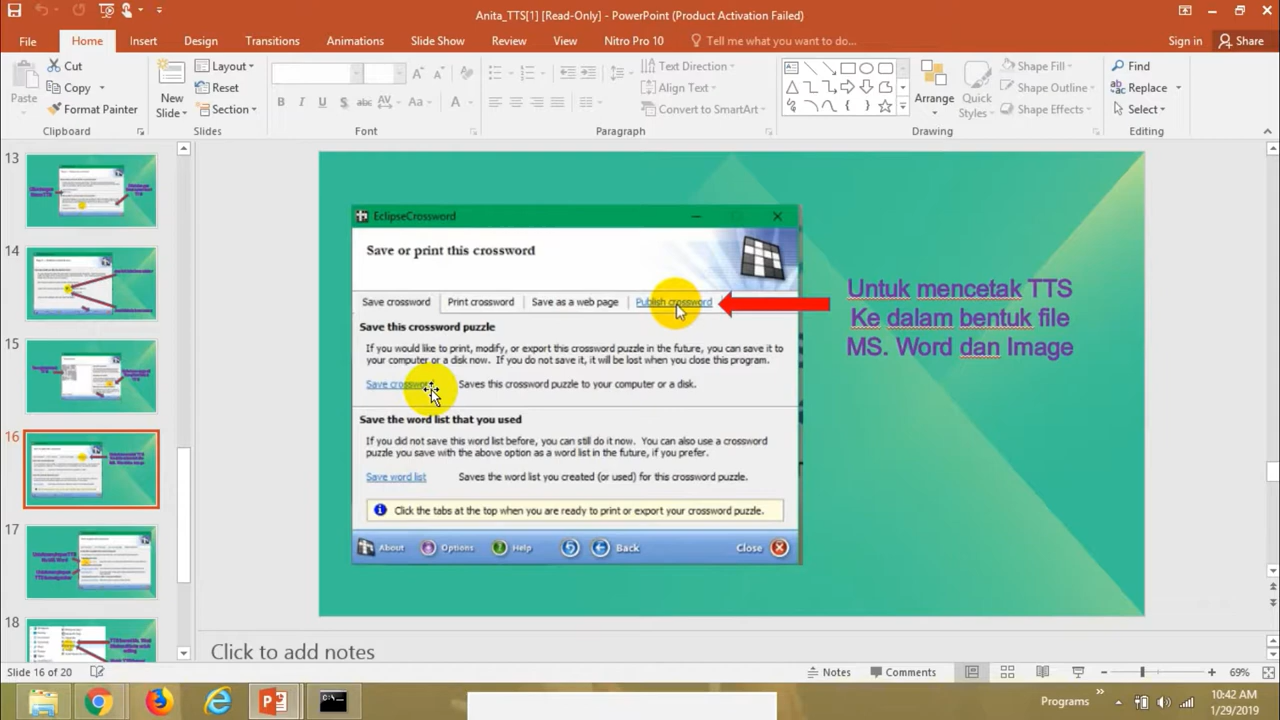 Anita_TTS[1] [Read-Only] - PowerPoint (Product Activation Failed)
File Home Insert Design Transitions Animations Slide Show Review View Nitro Pro 10 Tell me what you want to do... Sign in Share
Paste
Cut
Copy
Format Painter
Clipboard
New
Slide
Layout
Reset
Section
Slides
B I U S abc AV Aa A
Font
Text Direction
Align Text
Convert to SmartArt
Paragraph
Arrange
Quick
Styles
Shape Fill
Shape Outline
Shape Effects
Drawing
Find
Replace
Select
Editing
13
14
15
16
17
18
EclipseCrossword
Save or print this crossword
Save crossword Print crossword Save as a web page Publish crossword
Save this crossword puzzle
If you would like to print, modify, or export this crossword puzzle in the future, you can save it to
your computer or a disk now. If you do not save it, it will be lost when you close this program.
Save crossword Saves this crossword puzzle to your computer or a disk.
Save the word list that you used
If you did not save this word list before, you can still do it now. You can also use a crossword
puzzle you save with the above option as a word list in the future, if you prefer.
Save word list Saves the word list you created (or used) for this crossword puzzle.
Click the tabs at the top when you are ready to print or export your crossword puzzle.
About Options Help Back Close
Untuk mencetak TTS
Ke dalam bentuk file
MS. Word dan Image
Click to add notes
Slide 16 of 20 Notes Comments 69%
Programs
10:42 AM
1/29/2019